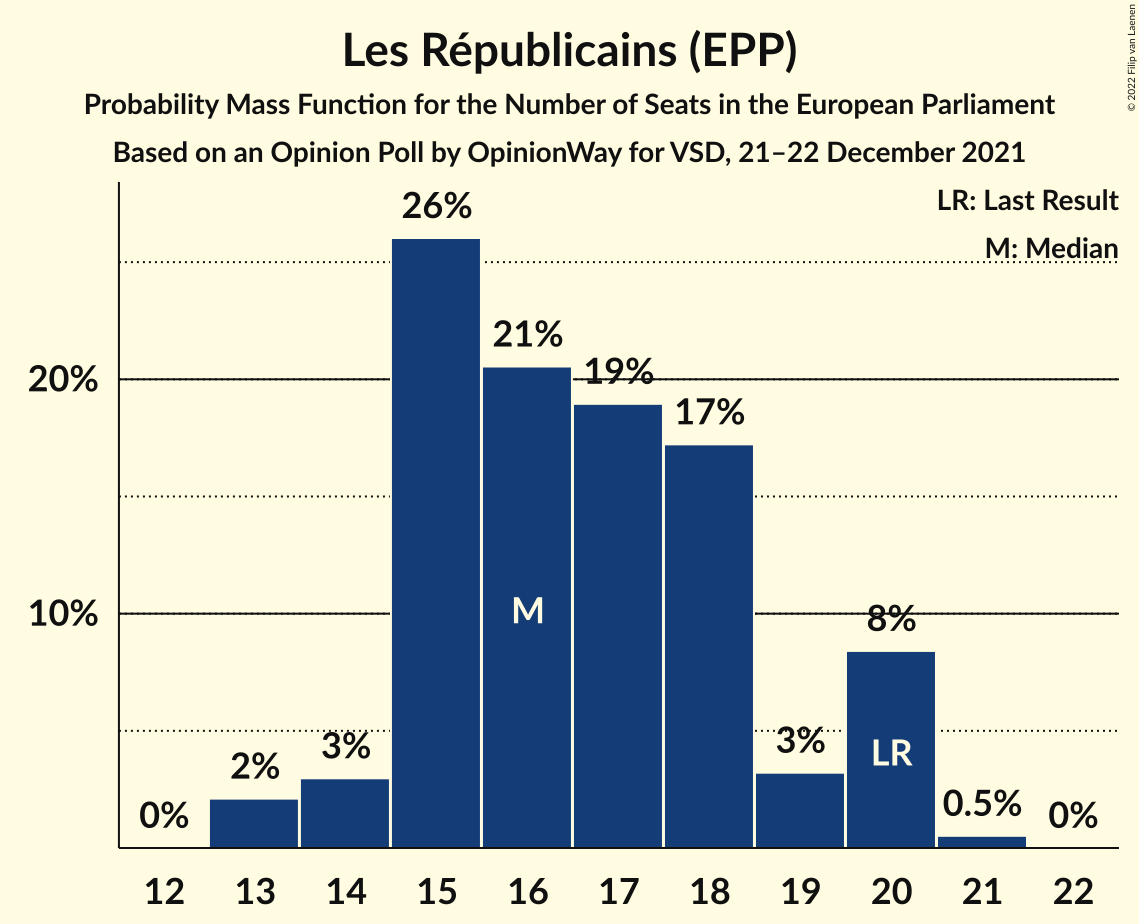 Les Républicains (EPP)
Probability Mass Function for the Number of Seats in the European Parliament
Based on an Opinion Poll by OpinionWay for VSD, 21–22 December 2021
© 2022 Filip van Laenen
LR: Last Result
M: Median
26%
21%
20%
19%
17%
10%
M
8%
3%
3%
LR
2%
0%
0.5%
0%
12 13 14 15 16 17 18 19 20 21 22